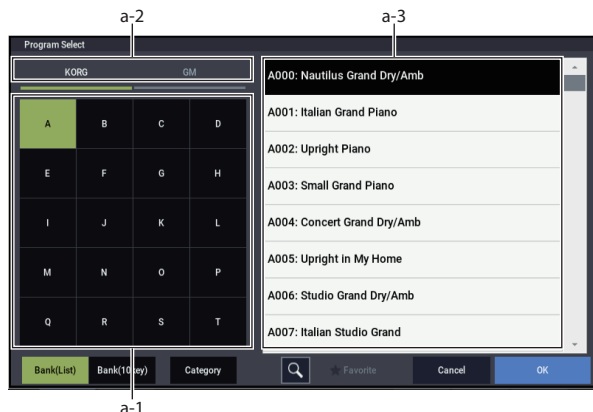 a-2
a-3
Program Select
KORG
GM
A
B
C
D
E
F
G
H
I
J
K
L
M
N
O
P
Q
R
S
T
A000: Nautilus Grand Dry/Amb
A001: Italian Grand Piano
A002: Upright Piano
A003: Small Grand Piano
A004: Concert Grand Dry/Amb
A005: Upright in My Home
A006: Studio Grand Dry/Amb
A007: Italian Studio Grand
Bank(List)
Bank(10key)
Category
Favorite
Cancel
OK
a-1